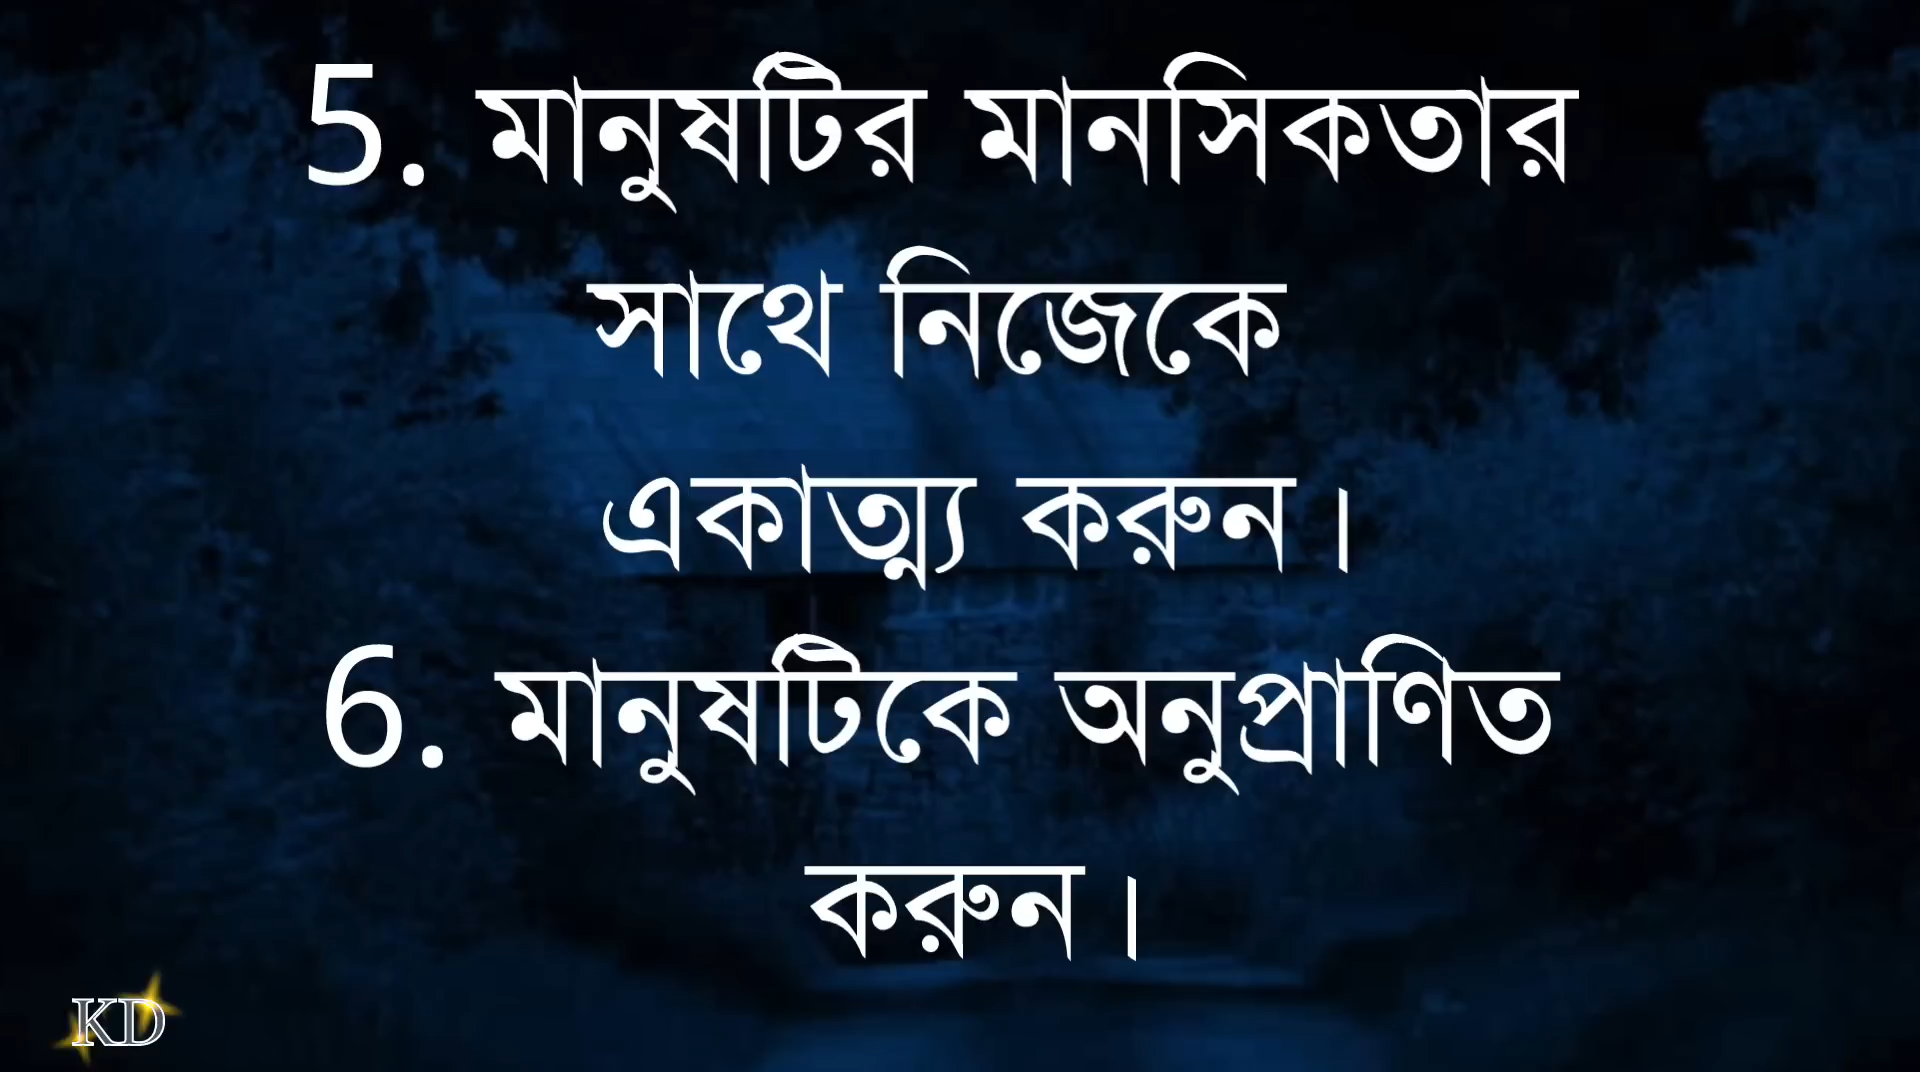 5. মানুষটির মানসিকতার
সাথে নিজেকে
একাত্ম্য করুন।
6. মানুষটিকে অনুপ্রাণিত
করুন।
KD